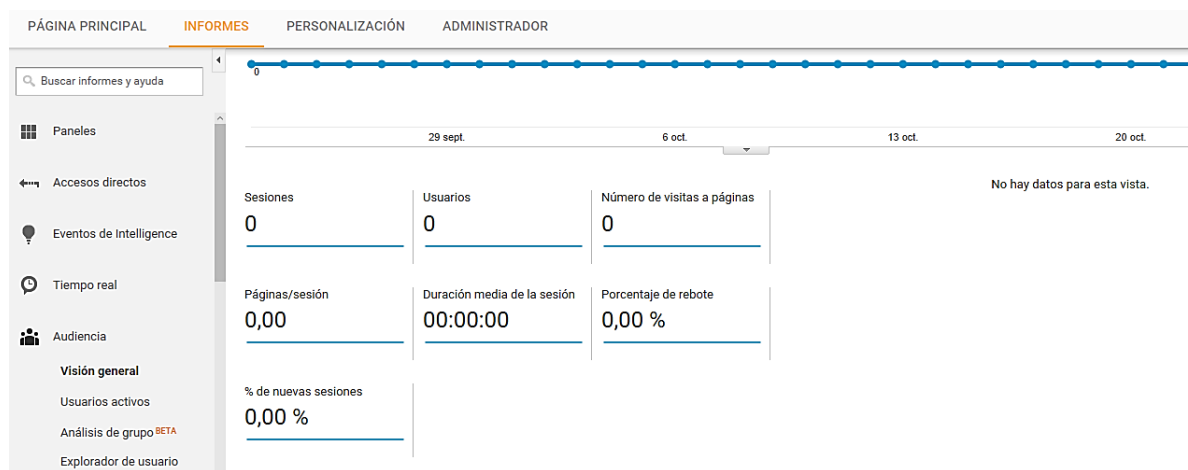 PÁGINA PRINCIPAL INFORMES PERSONALIZACIÓN ADMINISTRADOR
Buscar informes y ayuda
Paneles
Accesos directos
Eventos de Intelligence
Tiempo real
Audiencia
Visión general
Usuarios activos
Análisis de grupo BETA
Explorador de usuario
0
29 sept. 6 oct. 13 oct. 20 oct.
No hay datos para esta vista.
Sesiones Usuarios Número de visitas a páginas
0 0 0
Páginas/sesión Duración media de la sesión Porcentaje de rebote
0,00 00:00:00 0,00 %
% de nuevas sesiones
0,00 %